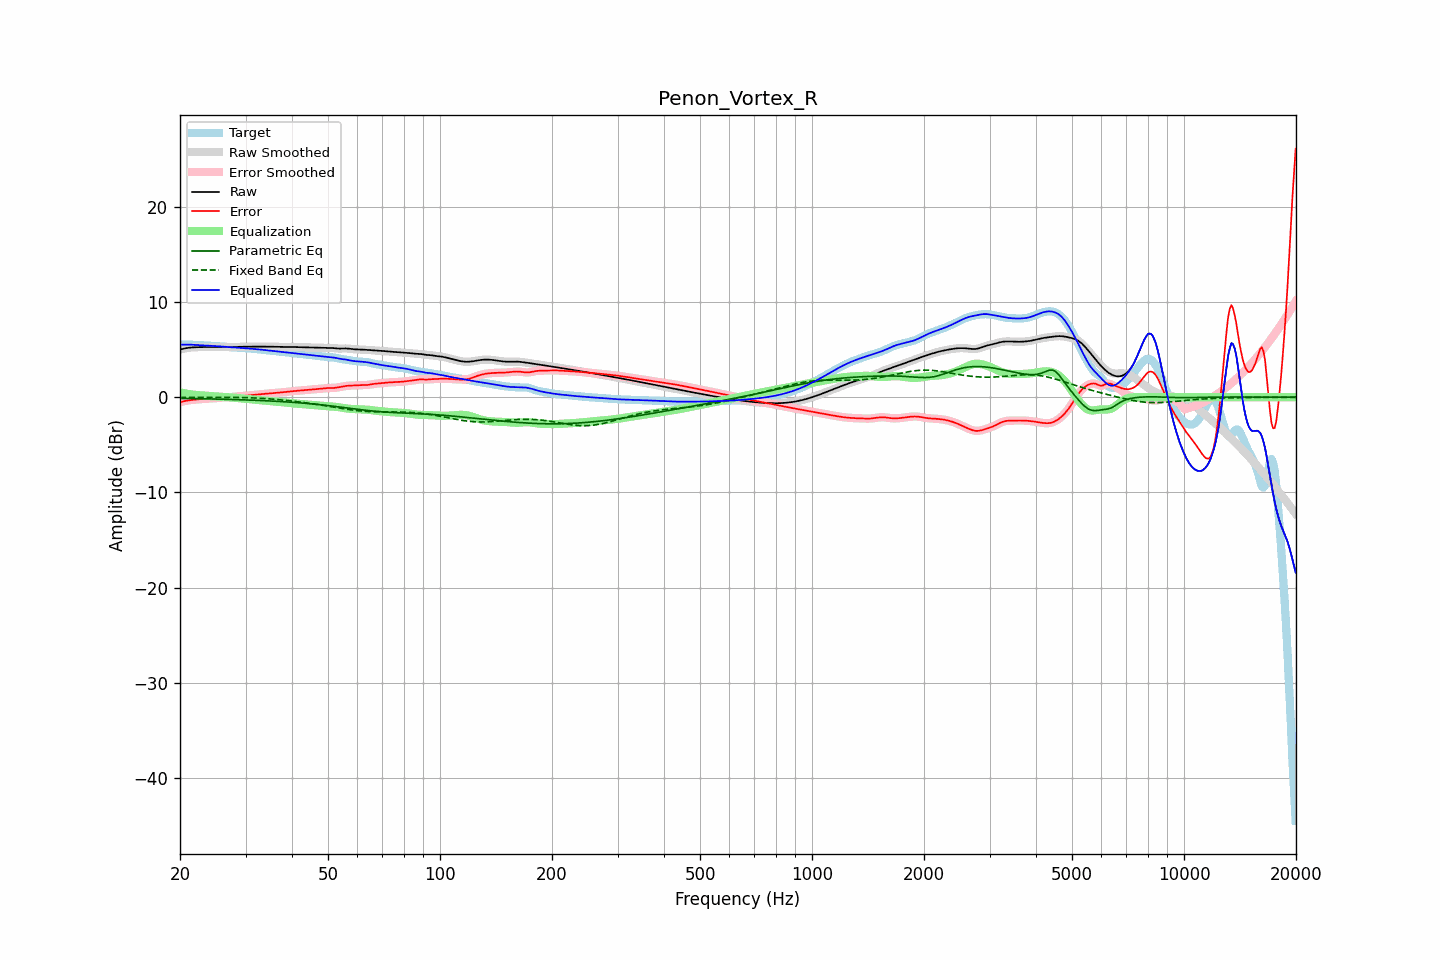 Penon_Vortex_R
Target
Raw Smoothed
Error Smoothed
Raw
Error
Equalization
Parametric Eq
Fixed Band Eq
Equalized
20
10
0
−10
−20
−30
−40
Amplitude (dBr)
20 50 100 200 500 1000 2000 5000 10000 20000
Frequency (Hz)